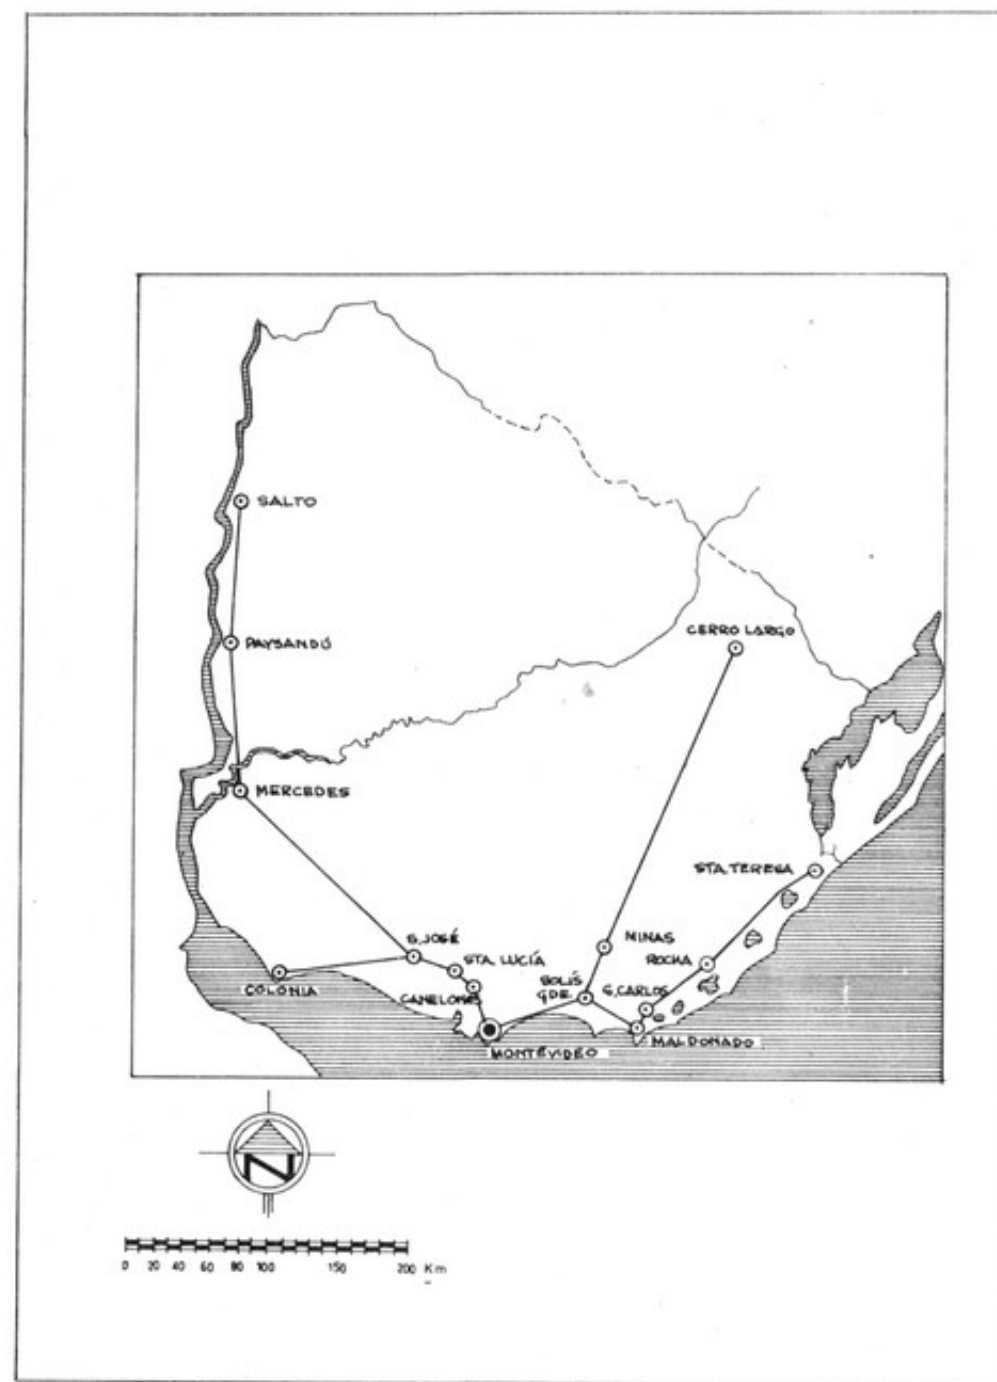 SALTO
PAYSANDÚ
CERRO LARGO
MERCEDES
STA. TERESA
S. JOSÉ
STA. LUCÍA
MINAS
ROCHA
COLONIA
CANELONES
SOLÍS
GDE.
S. CARLOS
MALDONADO
MONTEVIDEO
N
0 20 40 60 80 100 150 200 Km